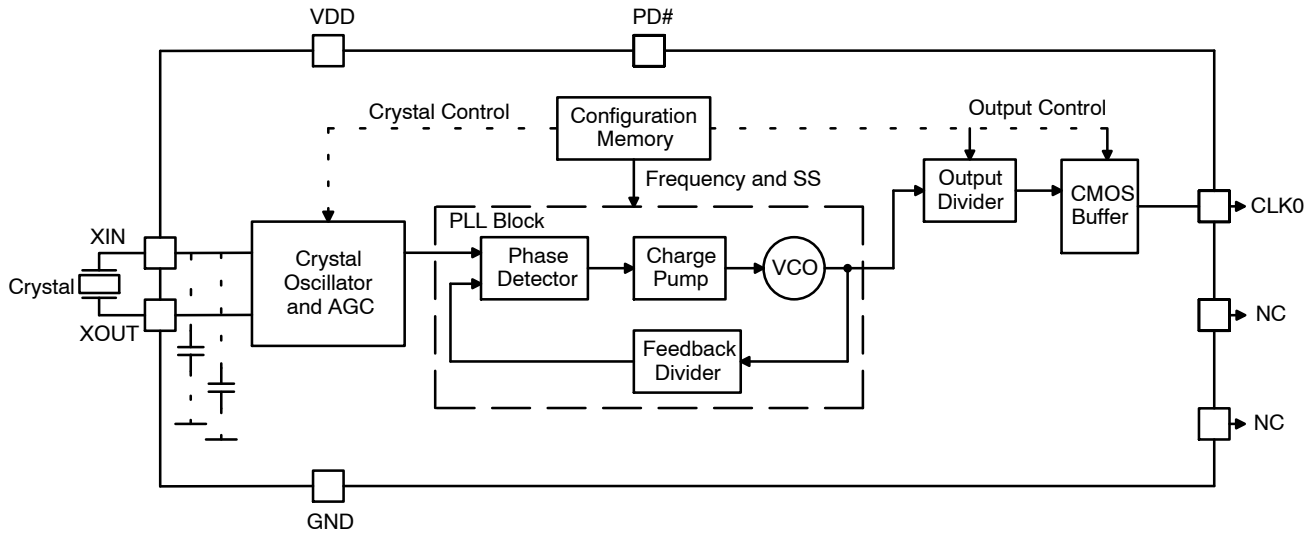 VDD
PD#
Crystal Control
Configuration
Memory
Output Control
Frequency and SS
Output
Divider
CMOS
Buffer
CLK0
PLL Block
XIN
Crystal
XOUT
Crystal
Oscillator
and AGC
Phase
Detector
Charge
Pump
VCO
Feedback
Divider
NC
NC
GND